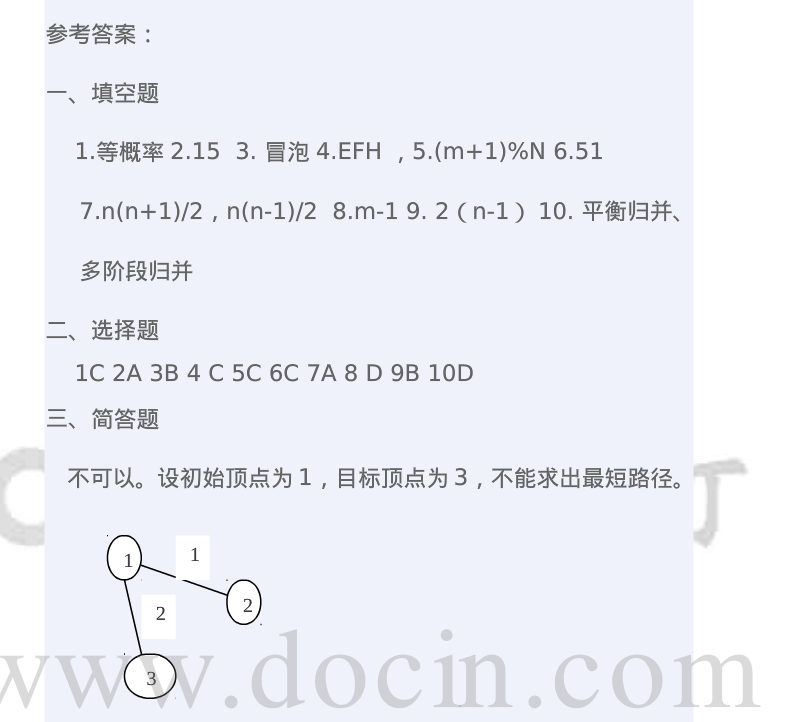 参考答案：
一、填空题
1.等概率 2.15 3. 冒泡 4.EFH ，5.(m+1)%N 6.51
7.n(n+1)/2，n(n-1)/2 8.m-1 9. 2（n-1） 10. 平衡归并、
多阶段归并
二、选择题
1C 2A 3B 4 C 5C 6C 7A 8 D 9B 10D
三、简答题
不可以。设初始顶点为 1，目标顶点为 3，不能求出最短路径。
1 1
2
2
3
www.docin.com